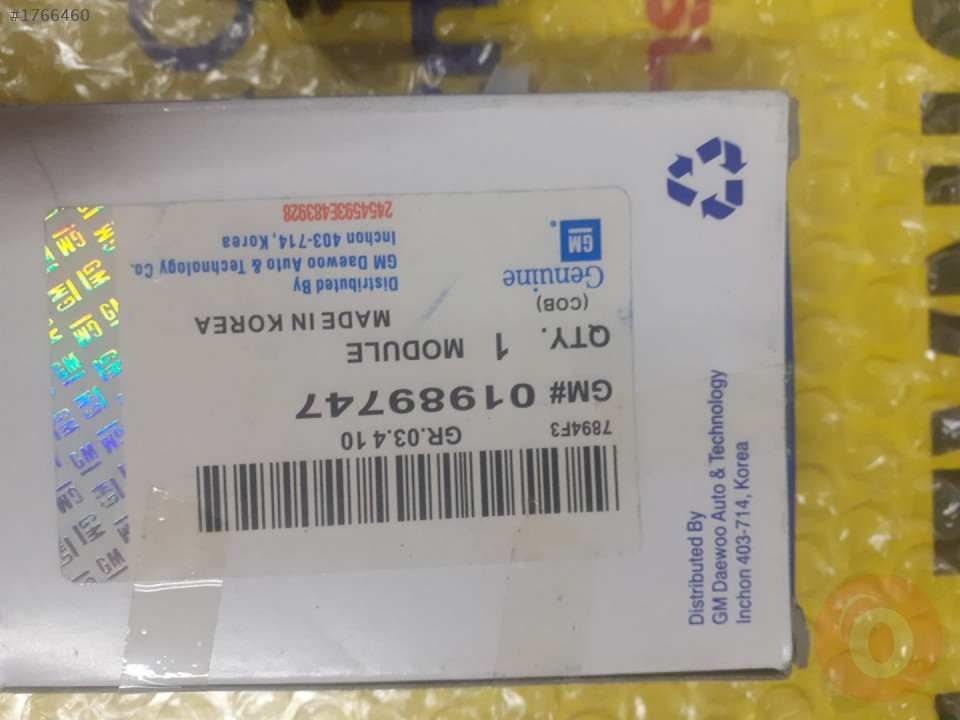 #1766460
7894F3
GR.03.4.10
GM# 01989747
QTY. 1 MODULE
(COB)
MADE IN KOREA
Genuine
GM
Distributed By
GM Daewoo Auto & Technology Co.
Inchon 403-714, Korea
2454593E483928
Distributed By
GM Daewoo Auto & Technology
Inchon 403-714, Korea